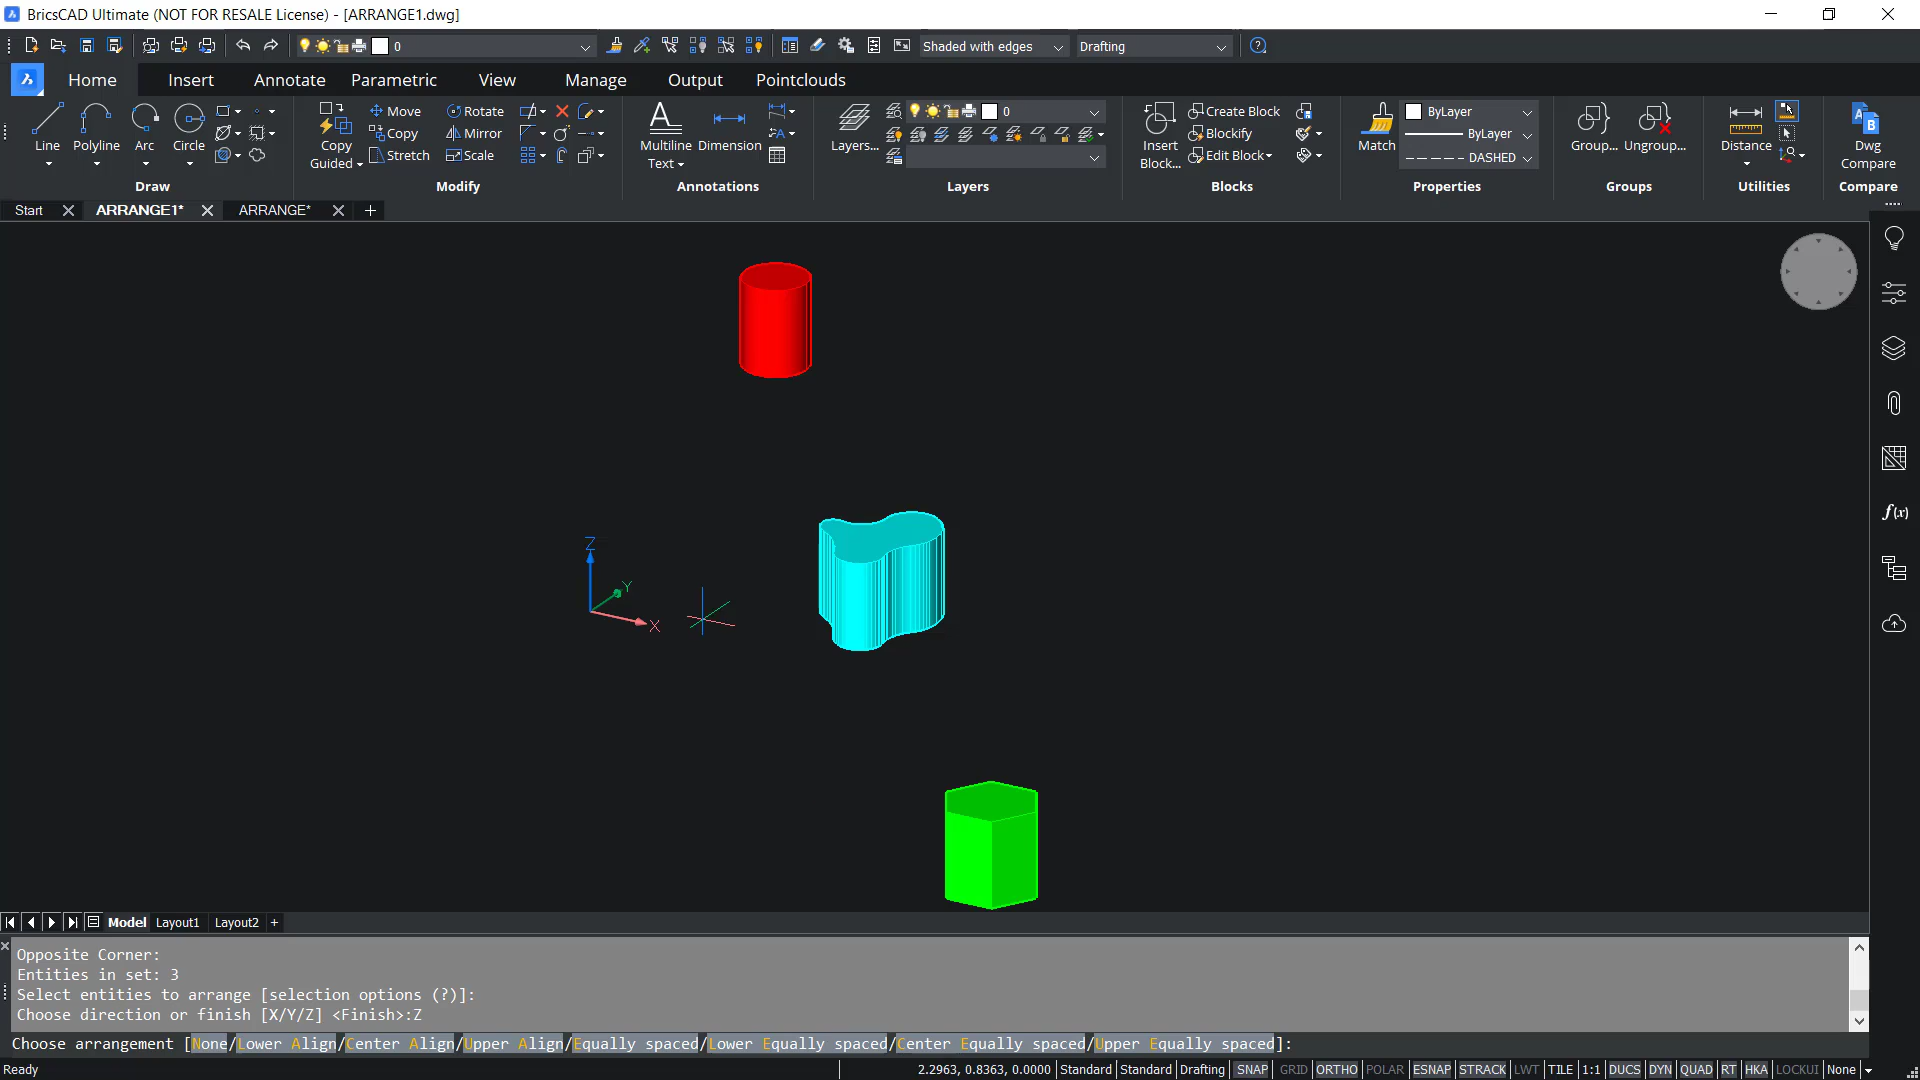 BricsCAD Ultimate (NOT FOR RESALE License) - [ARRANGE1.dwg]
0 Shaded with edges Drafting
Home Insert Annotate Parametric View Manage Output Pointclouds
Line Polyline Arc Circle
Draw
Copy Guided Move Rotate
Copy Mirror
Stretch Scale
Modify
Multiline Text Dimension
Annotations
Layers... 0
Layers
Insert Block... Create Block
Blockify
Edit Block
Blocks
Match ByLayer
ByLayer
DASHED
Properties
Group... Ungroup...
Groups
Distance
Utilities
Dwg Compare
Compare
Start ARRANGE1* ARRANGE* +
Z
Y
X
f(x)
Model Layout1 Layout2 +
Opposite Corner:
Entities in set: 3
Select entities to arrange [selection options (?)]:
Choose direction or finish [X/Y/Z] <Finish>:Z
Choose arrangement [None/Lower Align/Center Align/Upper Align/Equally spaced/Lower Equally spaced/Center Equally spaced/Upper Equally spaced]:
Ready 2.2963, 0.8363, 0.0000 Standard Standard Drafting SNAP GRID ORTHO POLAR ESNAP STRACK LWT TILE 1:1 DUCS DYN QUAD RT HKA LOCKUI None